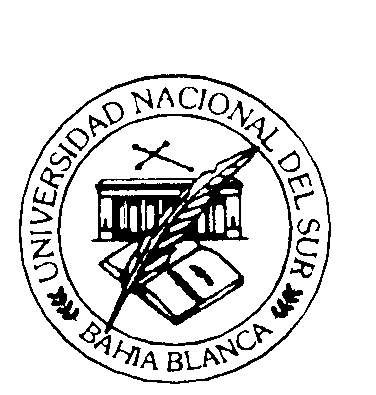 UNIVERSIDAD NACIONAL DEL SUR
BAHIA BLANCA